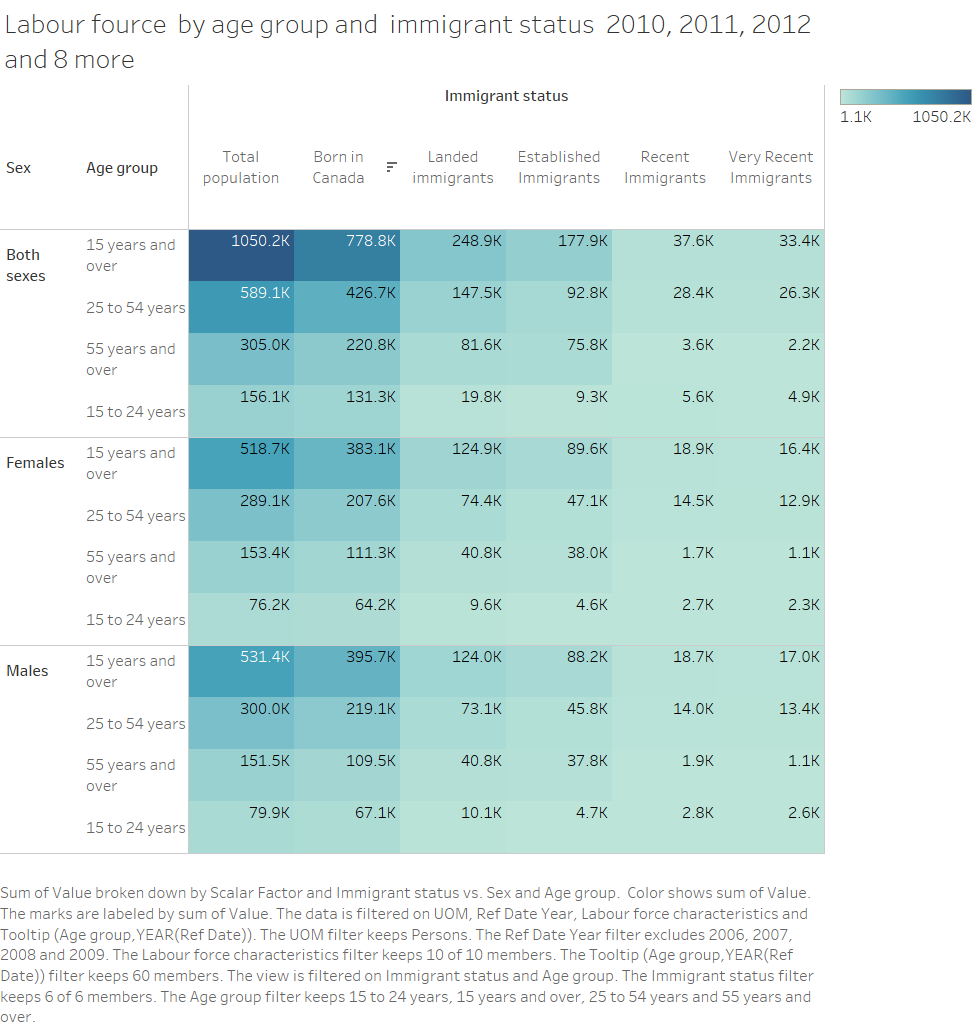 Labour fource  by age group and  immigrant status  2010, 2011, 2012
and 8 more
Immigrant status
1.1K 1050.2K
Sex Age group Total population Born in Canada Landed immigrants Established Immigrants Recent Immigrants Very Recent Immigrants
Both sexes 15 years and over 1050.2K 778.8K 248.9K 177.9K 37.6K 33.4K
25 to 54 years 589.1K 426.7K 147.5K 92.8K 28.4K 26.3K
55 years and over 305.0K 220.8K 81.6K 75.8K 3.6K 2.2K
15 to 24 years 156.1K 131.3K 19.8K 9.3K 5.6K 4.9K
Females 15 years and over 518.7K 383.1K 124.9K 89.6K 18.9K 16.4K
25 to 54 years 289.1K 207.6K 74.4K 47.1K 14.5K 12.9K
55 years and over 153.4K 111.3K 40.8K 38.0K 1.7K 1.1K
15 to 24 years 76.2K 64.2K 9.6K 4.6K 2.7K 2.3K
Males 15 years and over 531.4K 395.7K 124.0K 88.2K 18.7K 17.0K
25 to 54 years 300.0K 219.1K 73.1K 45.8K 14.0K 13.4K
55 years and over 151.5K 109.5K 40.8K 37.8K 1.9K 1.1K
15 to 24 years 79.9K 67.1K 10.1K 4.7K 2.8K 2.6K
Sum of Value broken down by Scalar Factor and Immigrant status vs. Sex and Age group.  Color shows sum of Value.
The marks are labeled by sum of Value. The data is filtered on UOM, Ref Date Year, Labour force characteristics and
Tooltip (Age group,YEAR(Ref Date)). The UOM filter keeps Persons. The Ref Date Year filter excludes 2006, 2007,
2008 and 2009. The Labour force characteristics filter keeps 10 of 10 members. The Tooltip (Age group,YEAR(Ref
Date)) filter keeps 60 members. The view is filtered on Immigrant status and Age group. The Immigrant status filter
keeps 6 of 6 members. The Age group filter keeps 15 to 24 years, 15 years and over, 25 to 54 years and 55 years and
over.